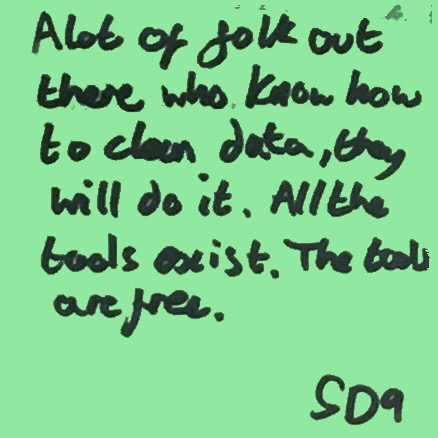 A lot of folk out
there who know how
to clean data, they
will do it. All the
tools exist. The tools
are free.
SD9